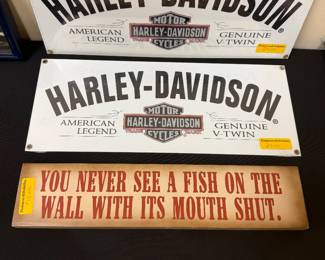 HARLEY-DAVIDSON®
AMERICAN
LEGEND
MOTOR
HARLEY-DAVIDSON
CYCLES
GENUINE
V-TWIN
HARLEY-DAVIDSON®
AMERICAN
LEGEND
MOTOR
HARLEY-DAVIDSON
CYCLES
GENUINE
V-TWIN
YOU NEVER SEE A FISH ON THE
WALL WITH ITS MOUTH SHUT.